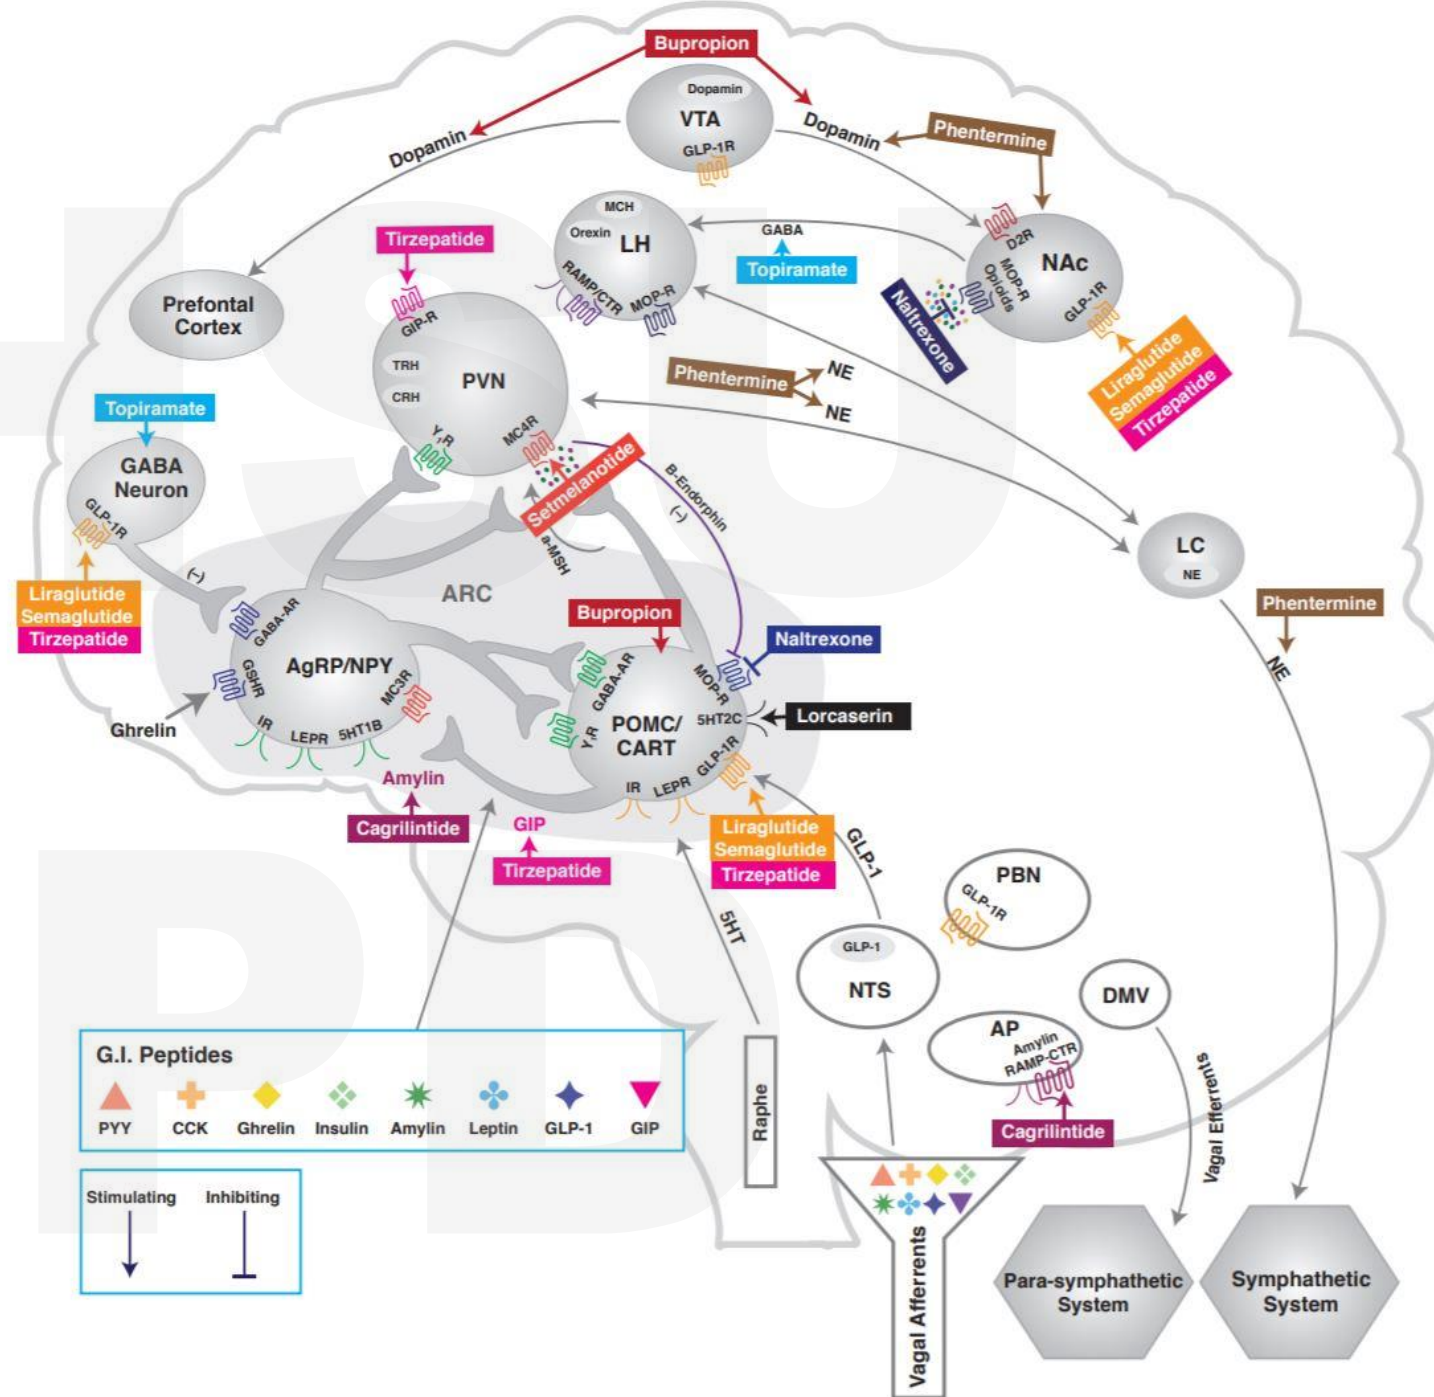 Bupropion
Dopamin
VTA
GLP-1R
Dopamin
Dopamin
Phentermine
MCH
Orexin
LH
RAMP/CTR
MOP-R
GABA
Topiramate
D2R
NAc
MOP-R
Opioids
GLP-1R
Naltrexone
Liraglutide
Semaglutide
Tirzepatide
Tirzepatide
GIP-R
Prefontal
Cortex
TRH
PVN
CRH
Y₁R
MC4R
Phentermine
NE
NE
Topiramate
GABA
Neuron
GLP-1R
Setmelanotide
B-Endorphin
(-)
a-MSH
LC
NE
Liraglutide
Semaglutide
Tirzepatide
(-)
ARC
Phentermine
NE
GABA-AR
AgRP/NPY
GSHR
MC3R
IR
LEPR
5HT1B
Ghrelin
Bupropion
Naltrexone
GABA-AR
MOP-R
Y₁R
POMC/
CART
5HT2C
Lorcaserin
GLP-1R
IR
LEPR
Amylin
Cagrilintide
GIP
Tirzepatide
Liraglutide
Semaglutide
Tirzepatide
GLP-1
5HT
PBN
GLP-1R
GLP-1
NTS
DMV
AP
Amylin
RAMP-CTR
Cagrilintide
Vagal Efferrents
G.I. Peptides
PYY CCK Ghrelin Insulin Amylin Leptin GLP-1 GIP
Raphe
Stimulating Inhibiting
Vagal Afferrents
Para-symphathetic
System
Symphathetic
System
HSU
PD